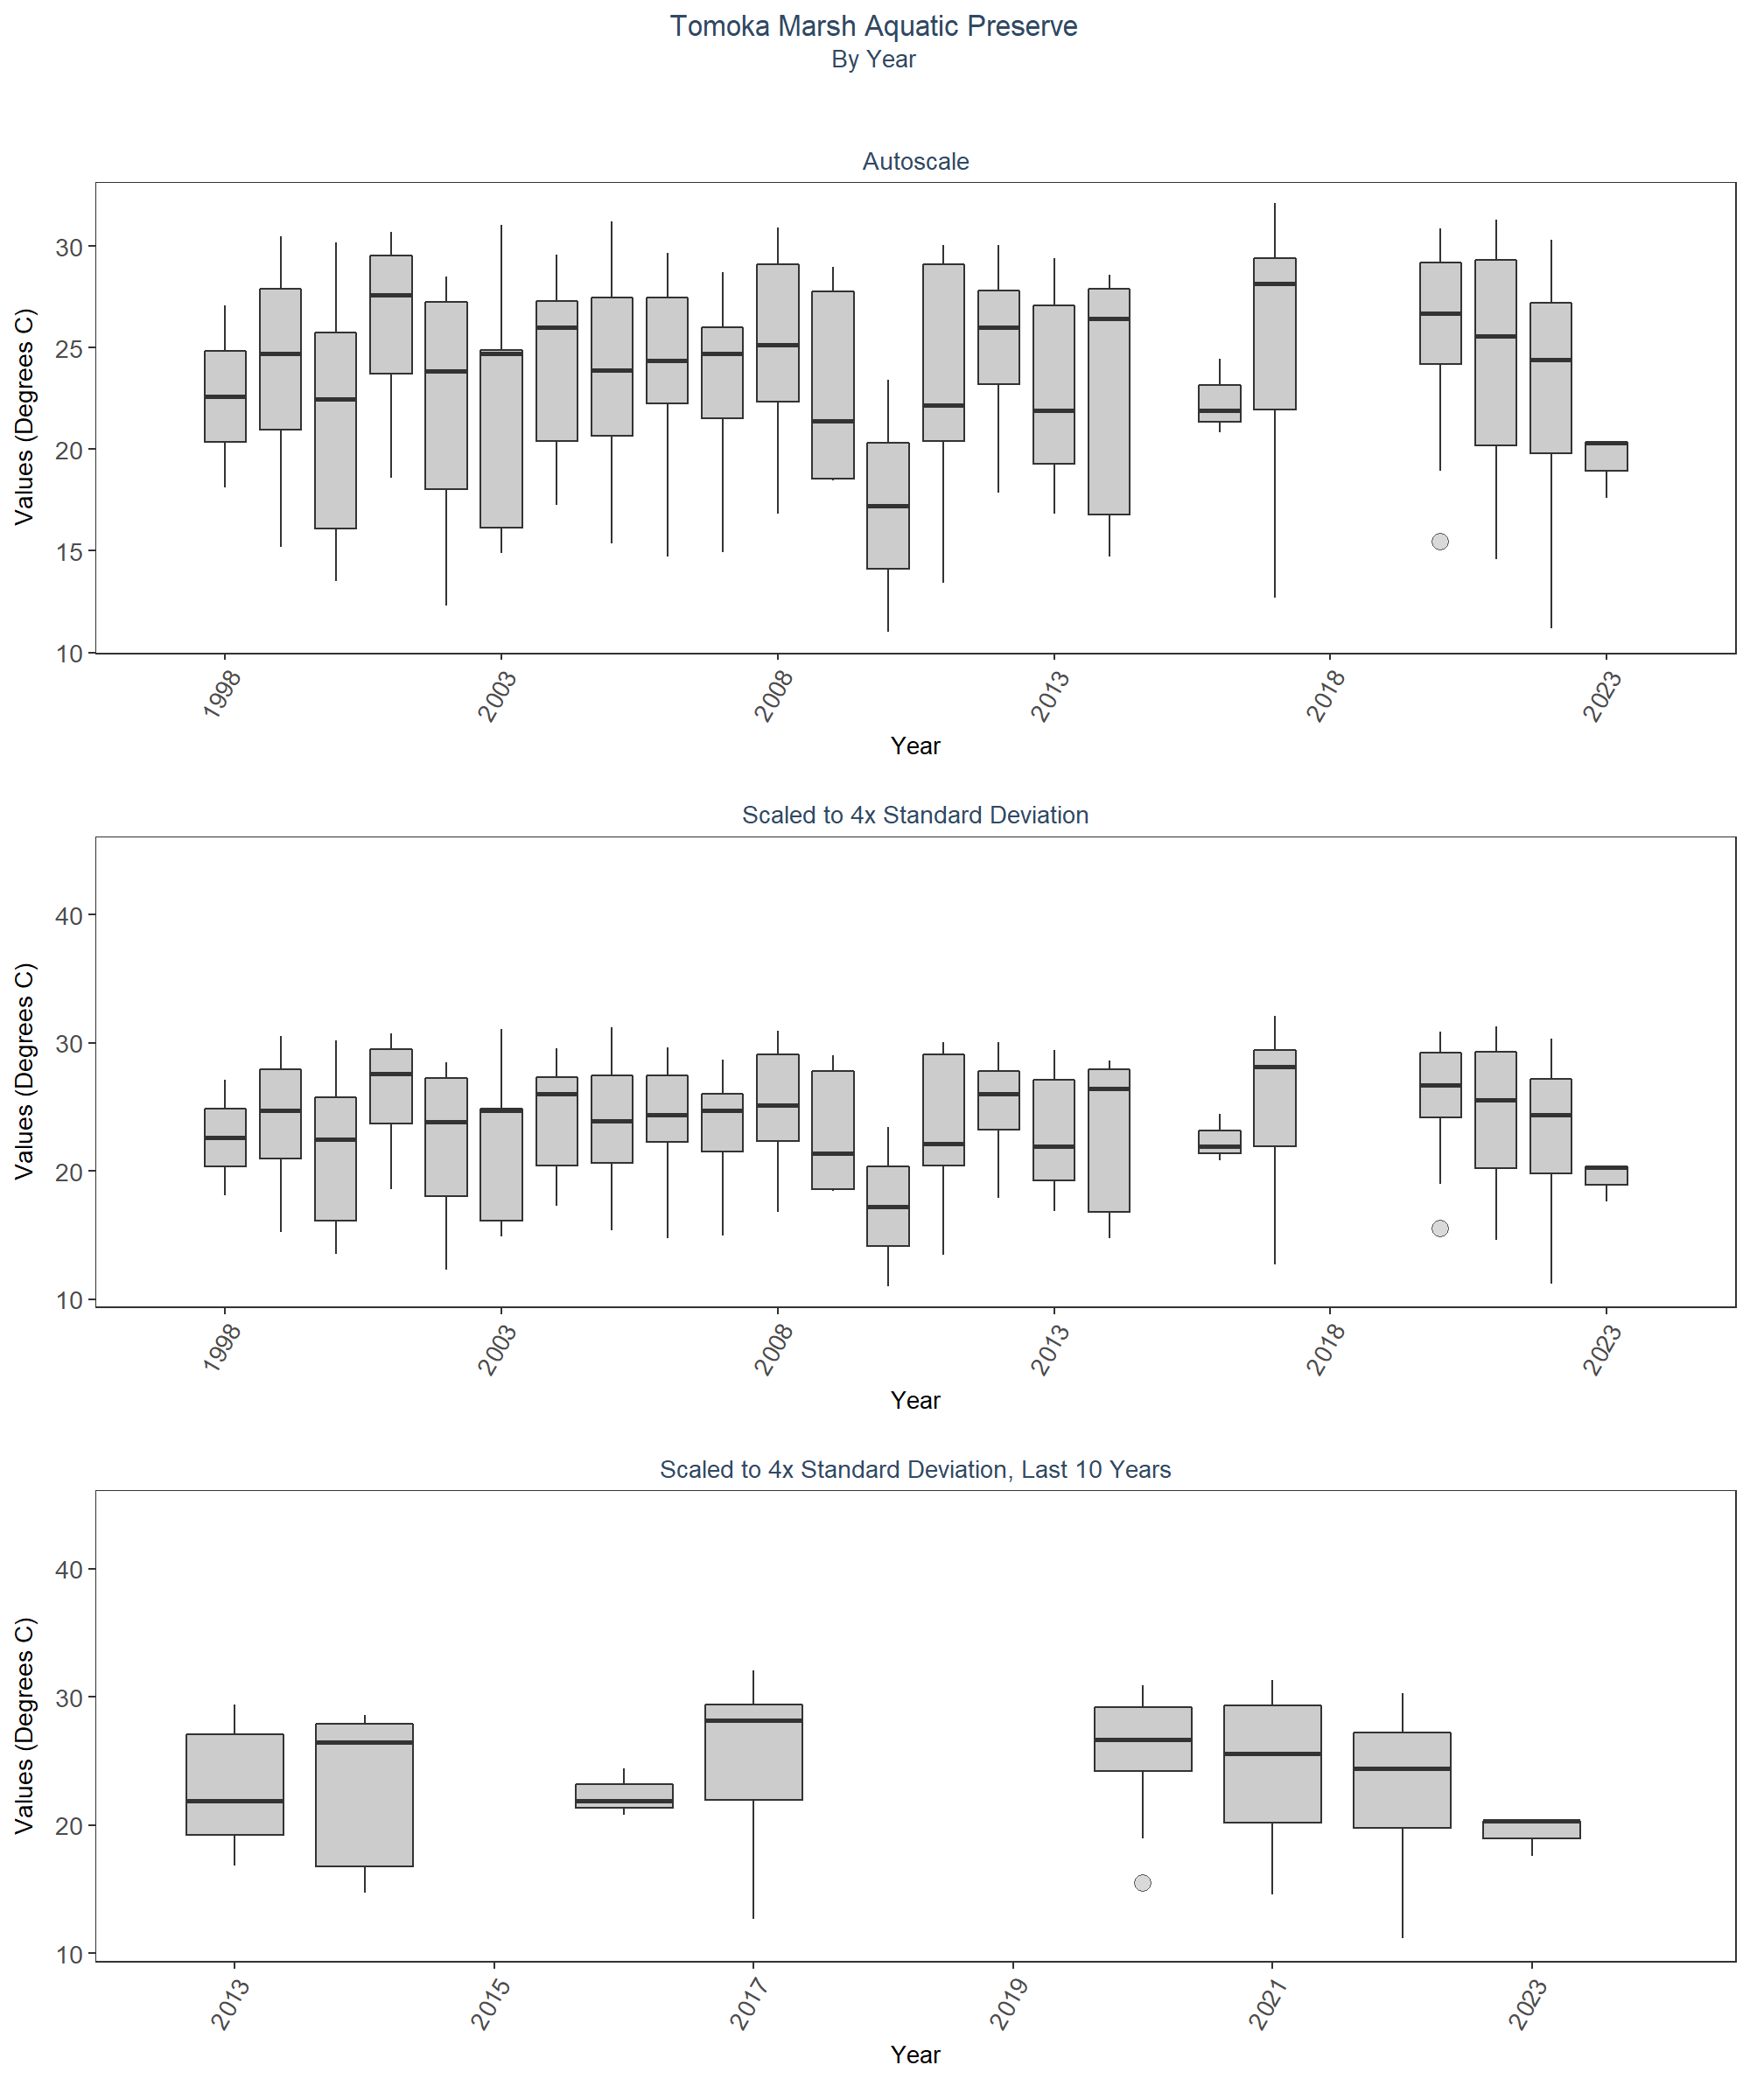 Tomoka Marsh Aquatic Preserve
By Year
Autoscale
Values (Degrees C)
30
25
20
15
10
1998 2003 2008 2013 2018 2023
Year
Scaled to 4x Standard Deviation
Values (Degrees C)
40
30
20
10
1998 2003 2008 2013 2018 2023
Year
Scaled to 4x Standard Deviation, Last 10 Years
Values (Degrees C)
40
30
20
10
2013 2015 2017 2019 2021 2023
Year